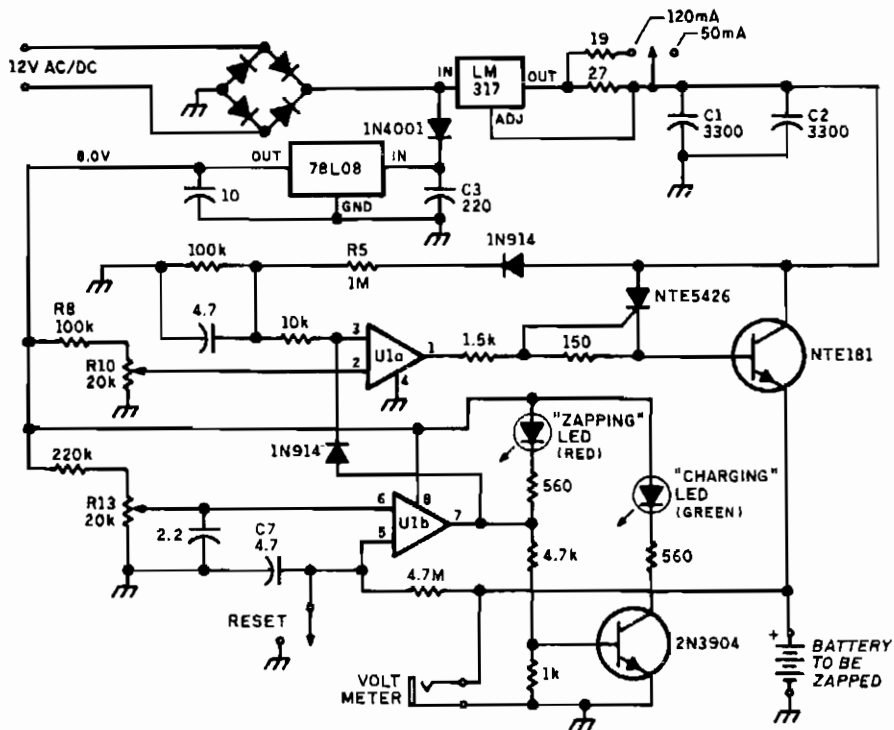 120mA
50mA
19
12V AC/DC
IN
LM
317
OUT
27
ADJ
C1
3300
C2
3300
1N4001
8.0V
OUT
78L08
IN
10
GND
C3
220
1N914
100k
R5
1M
NTE5426
R8
100k
4.7
10k
3
U1a
1
1.5k
150
NTE181
R10
20k
2
4
"ZAPPING"
LED
(RED)
1N914
"CHARGING"
LED
(GREEN)
220k
560
8
6
U1b
7
R13
20k
5
2.2
C7
4.7
4.7k
560
4.7M
RESET
2N3904
+
BATTERY
TO BE
ZAPPED
VOLT
METER
1k